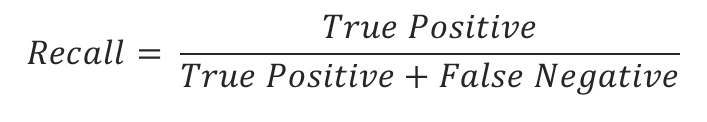 Recall = True Positive / True Positive + False Negative